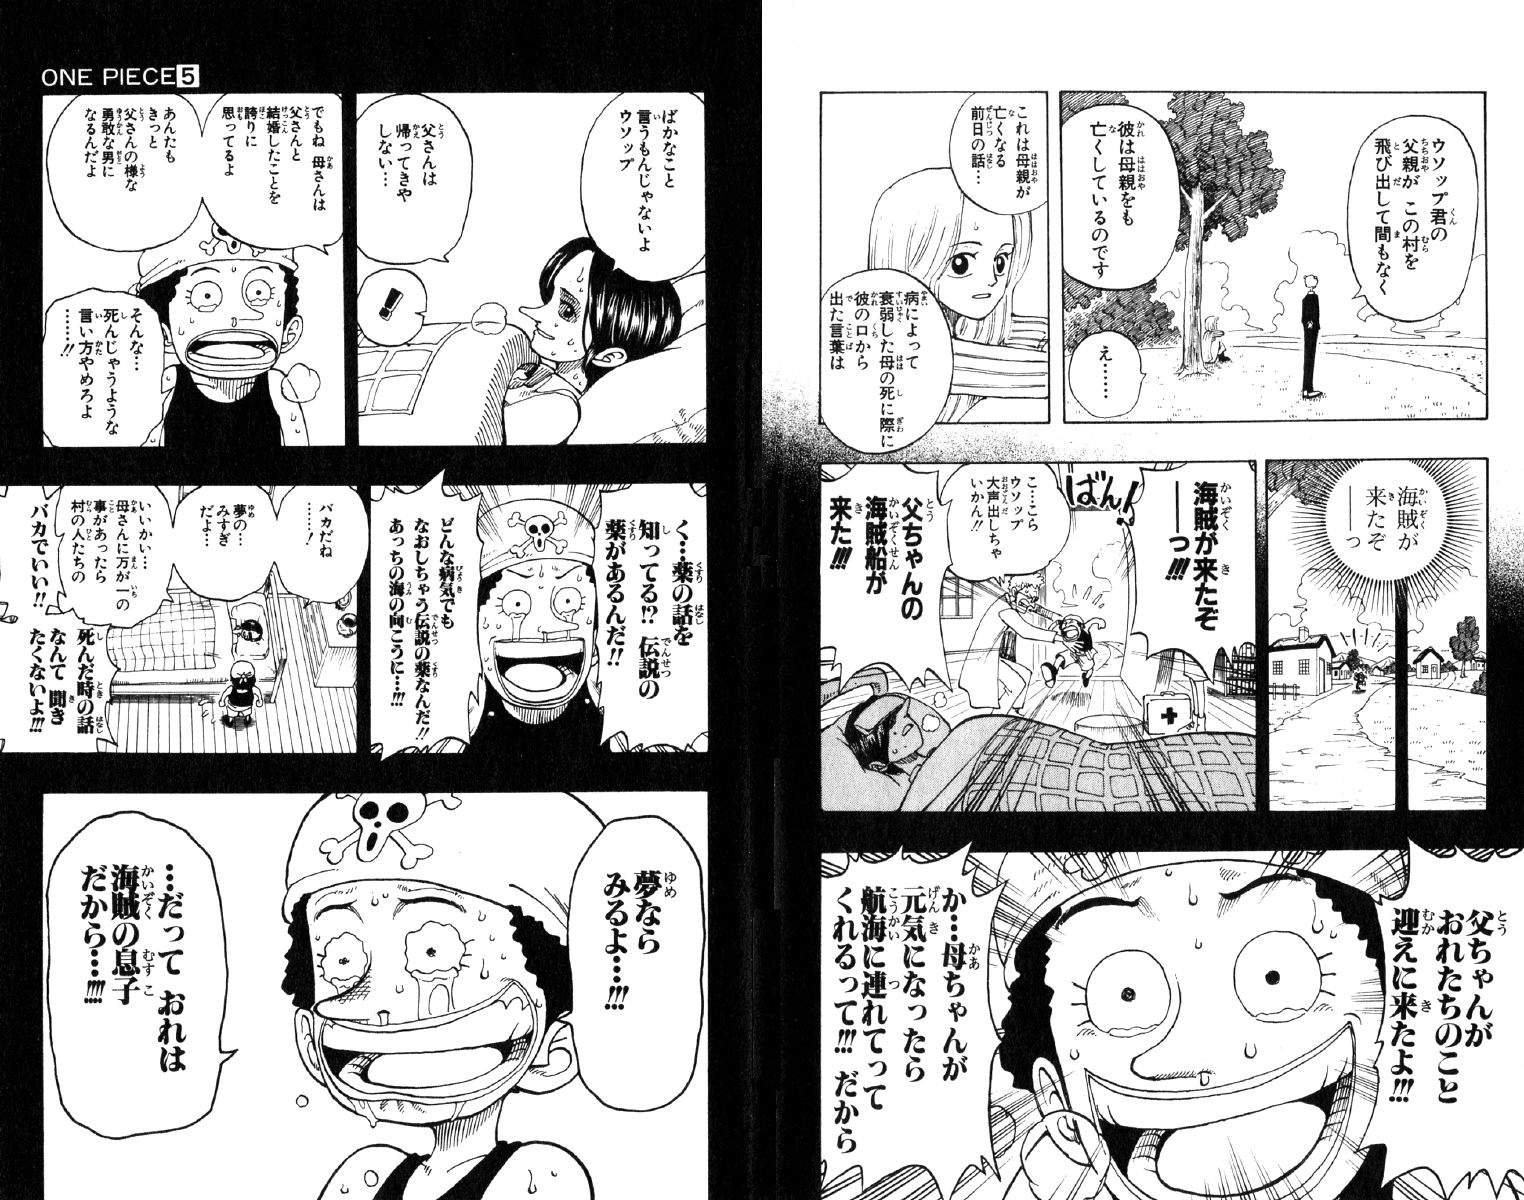 ウソップ君の
父親が この村を
飛び出して間もなく
彼は母親をも
亡くしているのです
え………
これは母親が
亡くなる
前日の話…
病によって
衰弱した母の死に際に
彼の口から
出た言葉は
海賊が
来たぞ
――っ
海賊が来たぞ
――っ!!!
ばん!
こ…こら
ウソップ
大声出しちゃ
いかん!!
父ちゃんの
海賊船が
来た!!!
父ちゃんが
おれたちのこと
迎えに来たよ!!!
か…母ちゃんが
元気になったら
航海に連れてって
くれるって!!! だから
ONE PIECE 5
ばかなこと
言うもんじゃないよ
ウソップ
父さんは
帰ってきや
しない…
!
でもね 母さんは
父さんと
結婚したことを
誇りに
思ってるよ
あんたも
きっと
父さんの様な
勇敢な男に
なるんだよ
そんな…
死んじゃうような
言い方やめろよ
……!!
く…薬の話を
知ってる!? 伝説の
薬があるんだ!!
どんな病気でも
なおしちゃう伝説の薬なんだ!!
あっちの海の向こうに…!!!
バカだね
……!
夢の…
みすぎ
だよ…
いいかい…
母さんに万が一の
事があったら
村の人たちの
バカでいい!!
死んだ時の話
なんて 聞き
たくないよ!!!
夢なら
みるよ…!!!
…だって おれは
海賊の息子
だから…!!!!